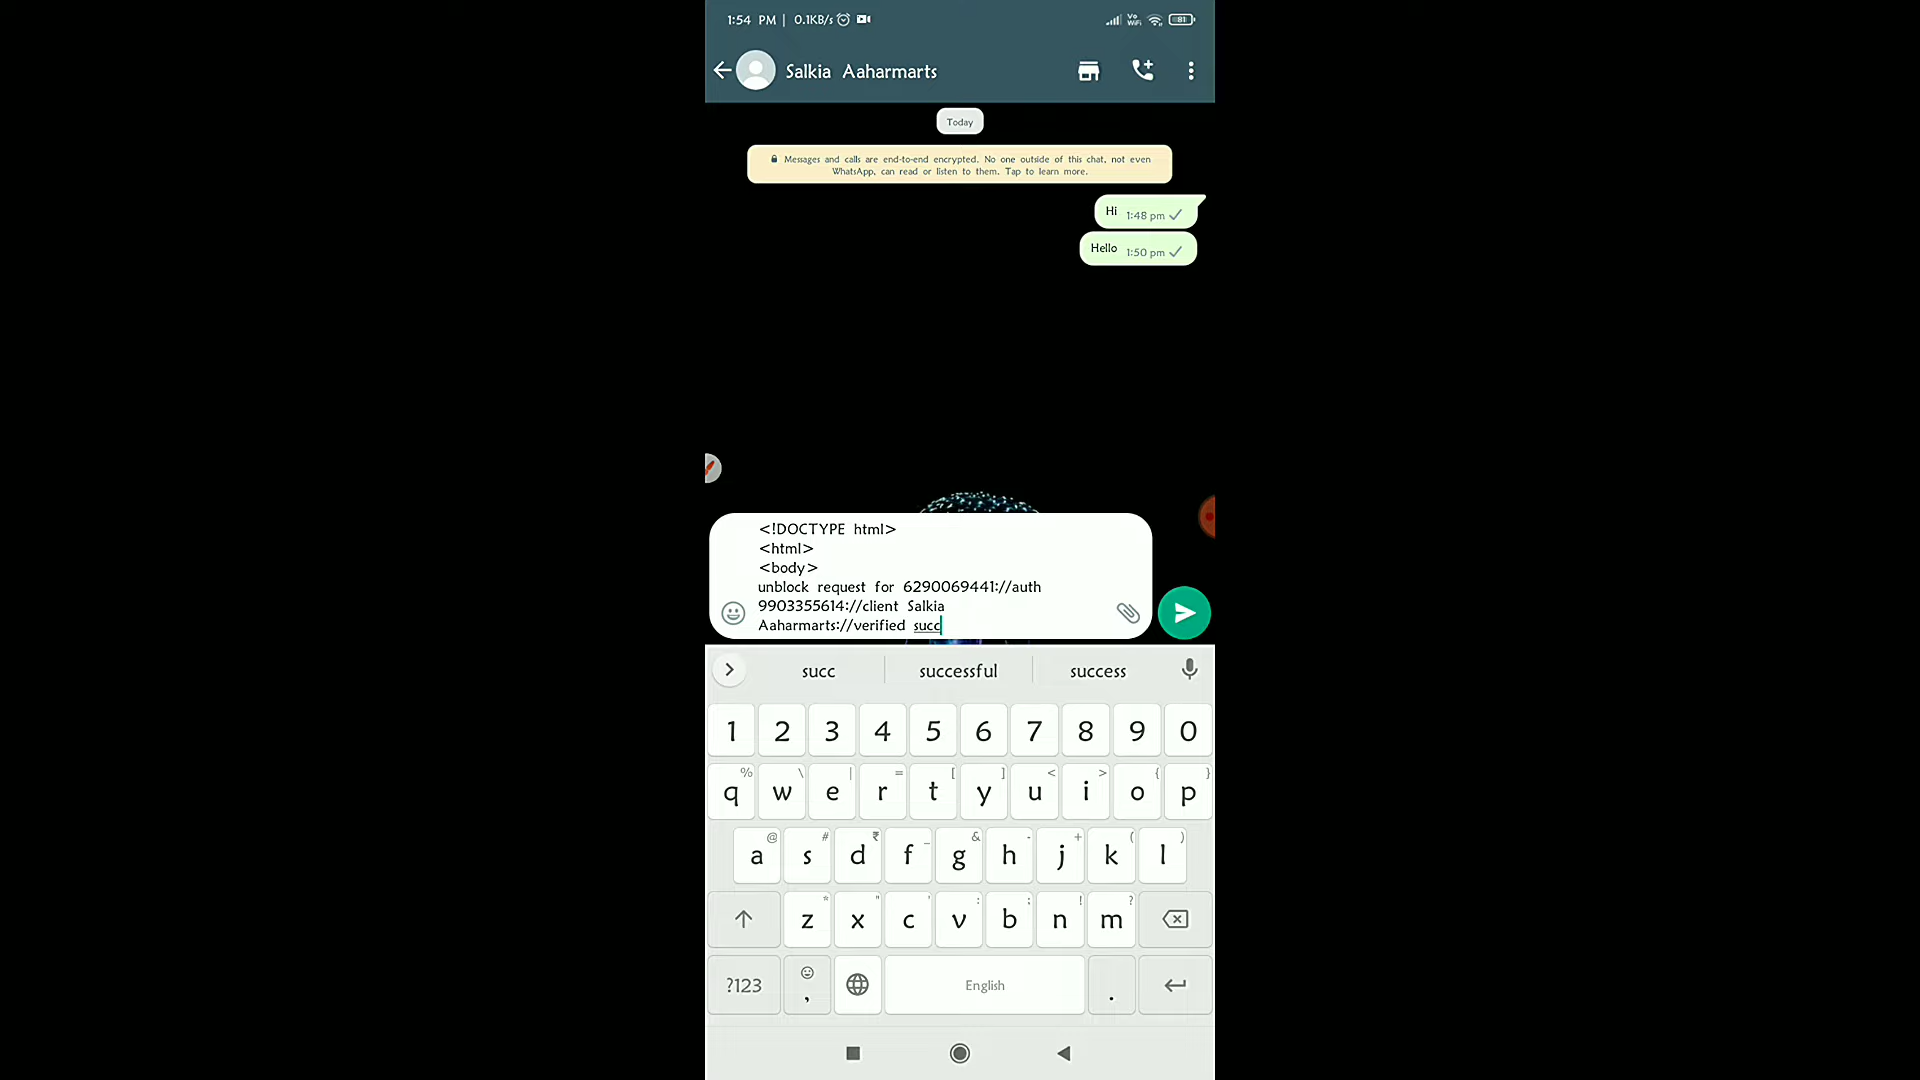 1:54 PM | 0.1KB/s Vo WiFi 81
Salkia Aaharmarts
Today
Messages and calls are end-to-end encrypted. No one outside of this chat, not even
WhatsApp, can read or listen to them. Tap to learn more.
Hi 1:48 pm
Hello 1:50 pm
<!DOCTYPE html>
<html>
<body>
unblock request for 6290069441://auth
9903355614://client Salkia
Aaharmarts://verified succ
succ successful success
1 2 3 4 5 6 7 8 9 0
% \ | = [ ] < > { }
q w e r t y u i o p
@ # ₹ _ & - + ( )
a s d f g h j k l
* " ' : ; ! ?
z x c v b n m
?123 , English .